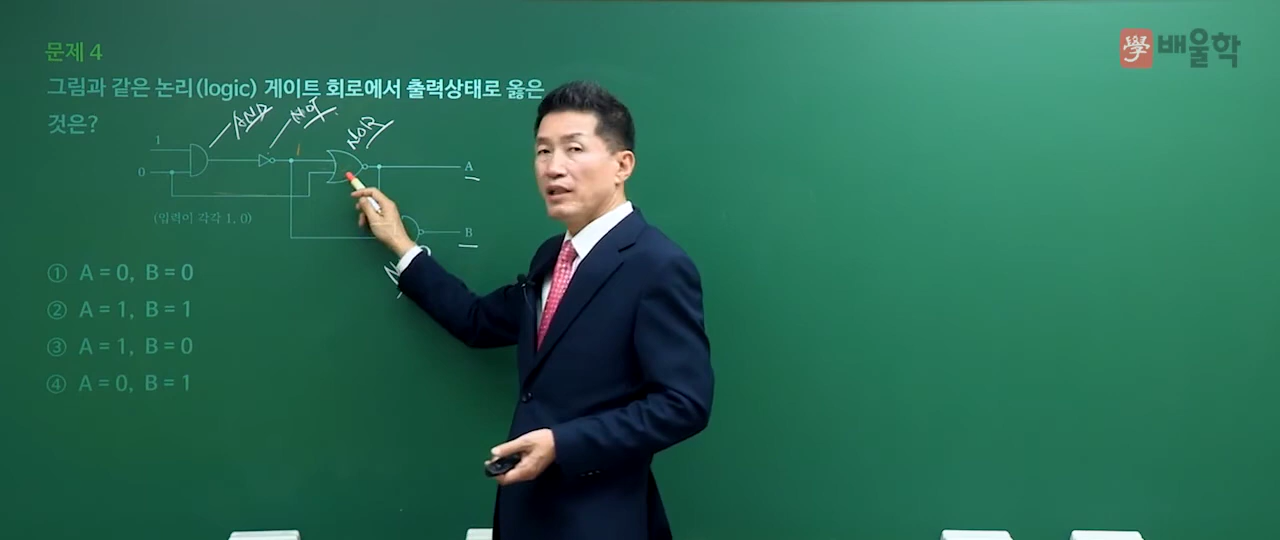 學 배울학
문제 4
그림과 같은 논리(logic) 게이트 회로에서 출력상태로 옳은
것은?
AND
NOT
NOR
1
1
0
A
B
(입력이 각각 1, 0)
N
① A = 0, B = 0
② A = 1, B = 1
③ A = 1, B = 0
④ A = 0, B = 1